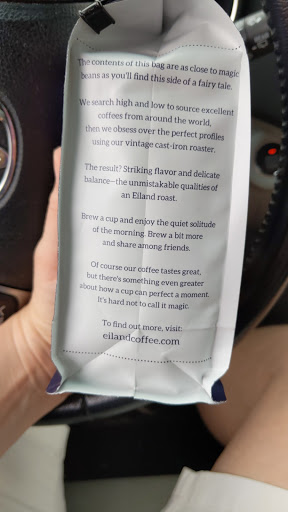 The contents of this bag are as close to magic
beans as you'll find this side of a fairy tale.
We search high and low to source excellent
coffees from around the world,
then we obsess over the perfect profiles
using our vintage cast-iron roaster.
The result? Striking flavor and delicate
balance—the unmistakable qualities of
an Eiland roast.
Brew a cup and enjoy the quiet solitude
of the morning. Brew a bit more
and share among friends.
Of course our coffee tastes great,
but there's something even greater
about how a cup can perfect a moment.
It's hard not to call it magic.
To find out more, visit:
eilandcoffee.com